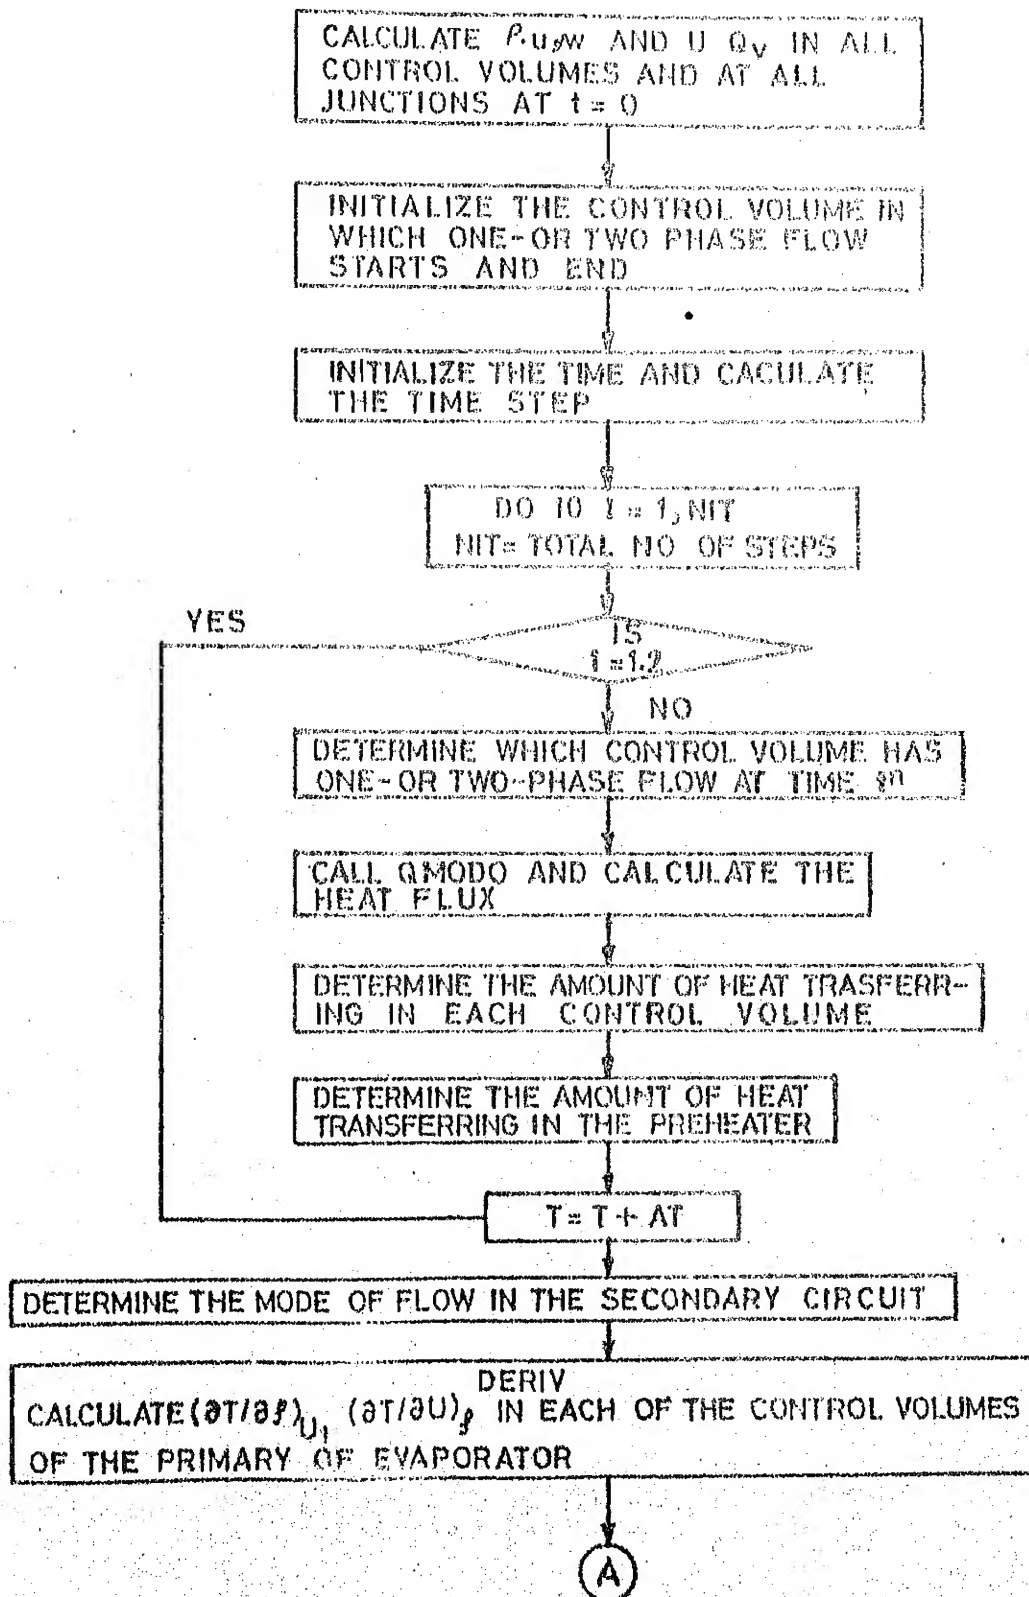 CALCULATE ρ.u,w AND U Qv IN ALL
CONTROL VOLUMES AND AT ALL
JUNCTIONS AT t = 0
INITIALIZE THE CONTROL VOLUME IN
WHICH ONE-OR TWO PHASE FLOW
STARTS AND END
INITIALIZE THE TIME AND CACULATE
THE TIME STEP
DO 10 I = 1, NIT
NIT= TOTAL NO OF STEPS
YES
IS
I = 1.2
NO
DETERMINE WHICH CONTROL VOLUME HAS
ONE-OR TWO-PHASE FLOW AT TIME tⁿ
CALL QMODO AND CALCULATE THE
HEAT FLUX
DETERMINE THE AMOUNT OF HEAT TRASFERR-
ING IN EACH CONTROL VOLUME
DETERMINE THE AMOUNT OF HEAT
TRANSFERRING IN THE PREHEATER
T = T + ΔT
DETERMINE THE MODE OF FLOW IN THE SECONDARY CIRCUIT
DERIV
CALCULATE (∂T/∂ρ)U, (∂T/∂U)ρ IN EACH OF THE CONTROL VOLUMES
OF THE PRIMARY OF EVAPORATOR
A